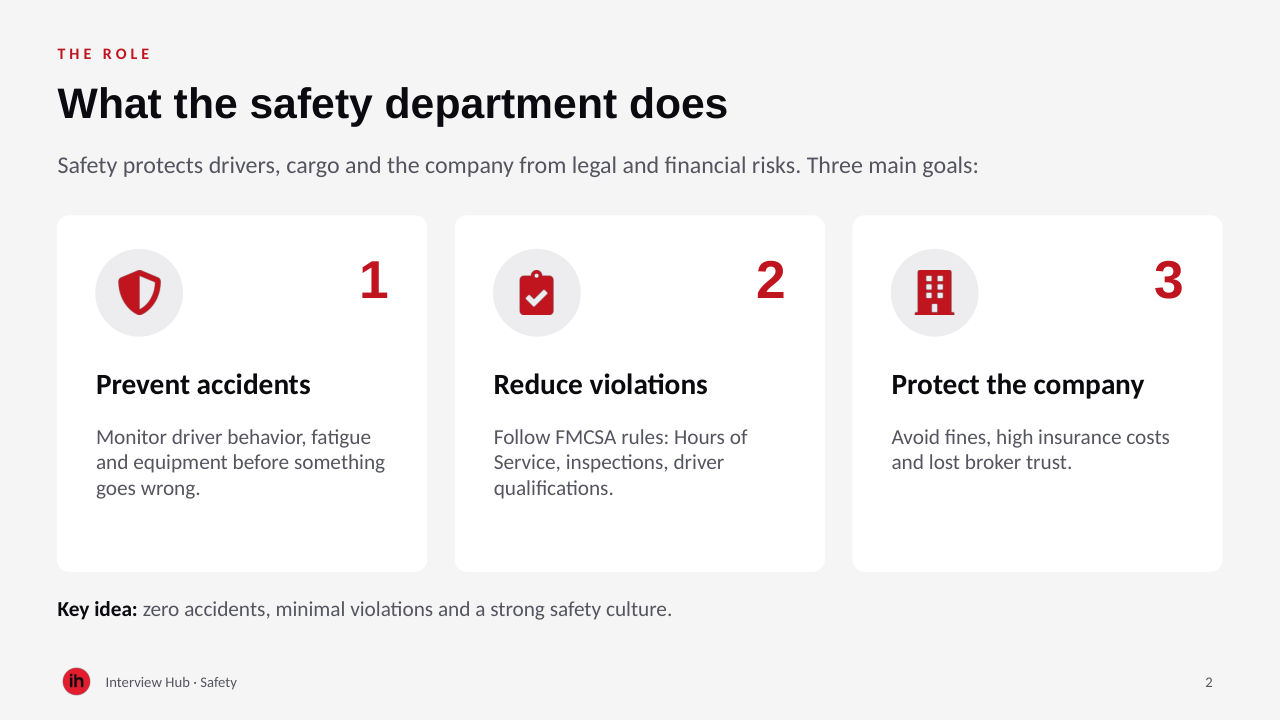 THE ROLE
What the safety department does
Safety protects drivers, cargo and the company from legal and financial risks. Three main goals:
1
Prevent accidents
Monitor driver behavior, fatigue
and equipment before something
goes wrong.
2
Reduce violations
Follow FMCSA rules: Hours of
Service, inspections, driver
qualifications.
3
Protect the company
Avoid fines, high insurance costs
and lost broker trust.
Key idea: zero accidents, minimal violations and a strong safety culture.
ih
Interview Hub · Safety
2